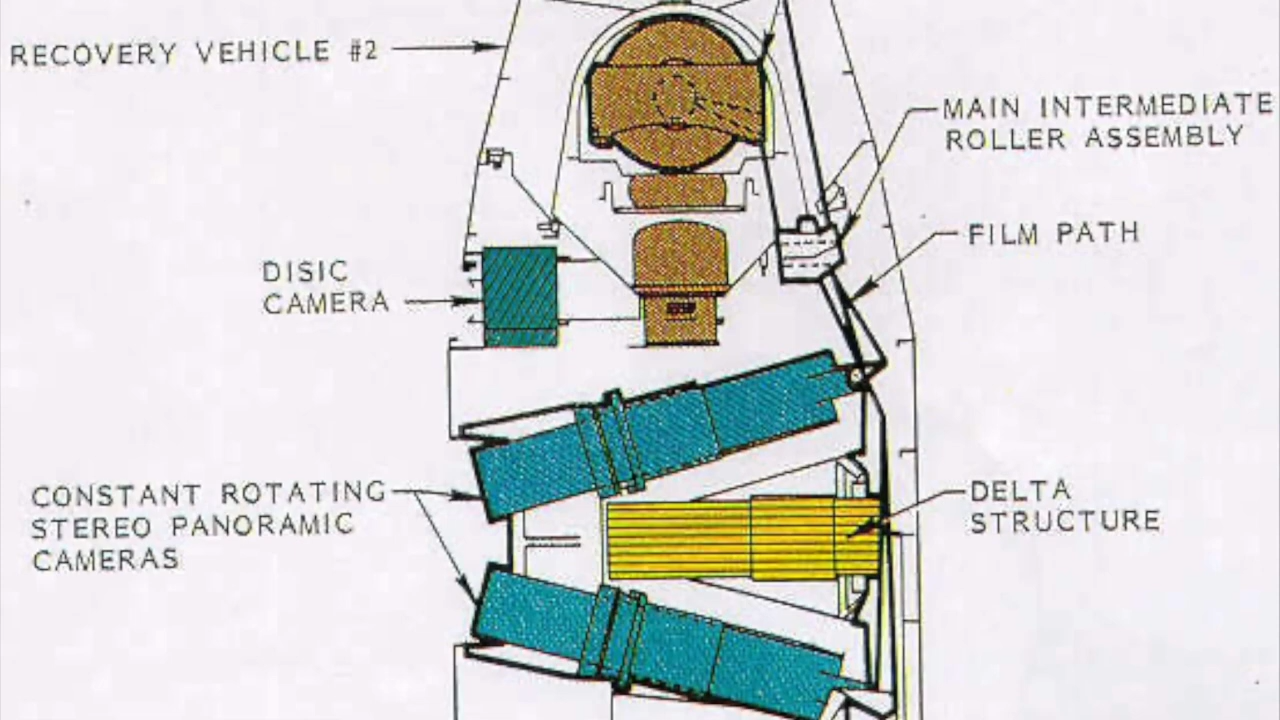 RECOVERY VEHICLE #2
MAIN INTERMEDIATE
ROLLER ASSEMBLY
FILM PATH
DISIC
CAMERA
CONSTANT ROTATING
STEREO PANORAMIC
CAMERAS
DELTA
STRUCTURE